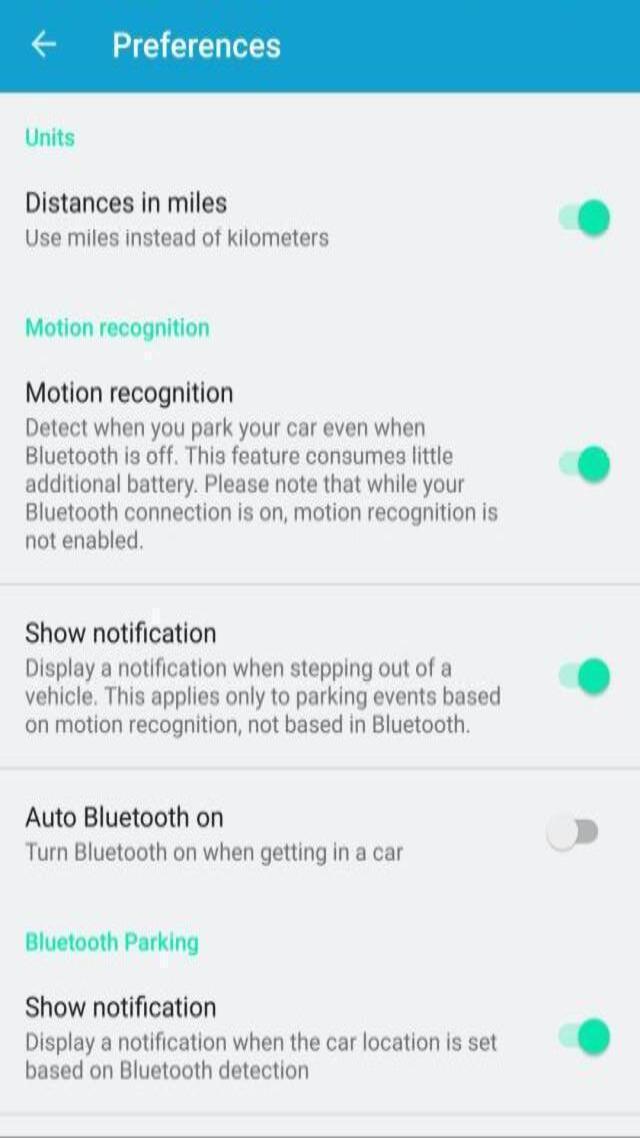 Preferences
Units
Distances in miles
Use miles instead of kilometers
Motion recognition
Motion recognition
Detect when you park your car even when
Bluetooth is off. This feature consumes little
additional battery. Please note that while your
Bluetooth connection is on, motion recognition is
not enabled.
Show notification
Display a notification when stepping out of a
vehicle. This applies only to parking events based
on motion recognition, not based in Bluetooth.
Auto Bluetooth on
Turn Bluetooth on when getting in a car
Bluetooth Parking
Show notification
Display a notification when the car location is set
based on Bluetooth detection